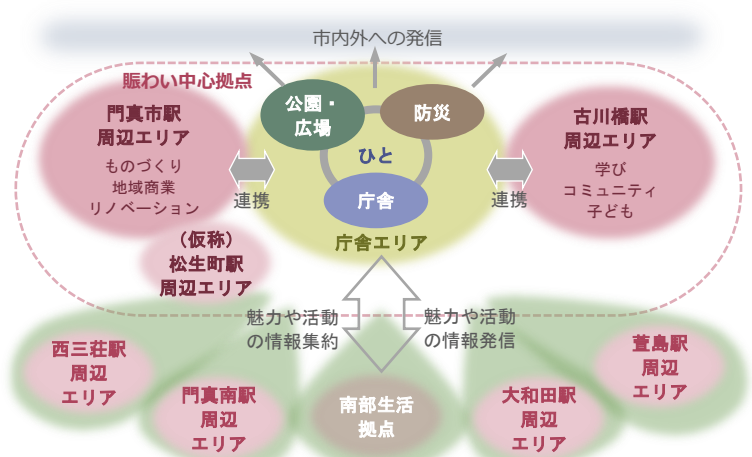 市内外への発信
賑わい中心拠点
門真市駅
周辺エリア
ものづくり
地域商業
リノベーション
公園・
広場
防災
ひと
庁舎
庁舎エリア
連携
連携
古川橋駅
周辺エリア
学び
コミュニティ
子ども
（仮称）
松生町駅
周辺エリア
魅力や活動
の情報集約
魅力や活動
の情報発信
西三荘駅
周辺
エリア
門真南駅
周辺
エリア
南部生活
拠点
大和田駅
周辺
エリア
萱島駅
周辺
エリア